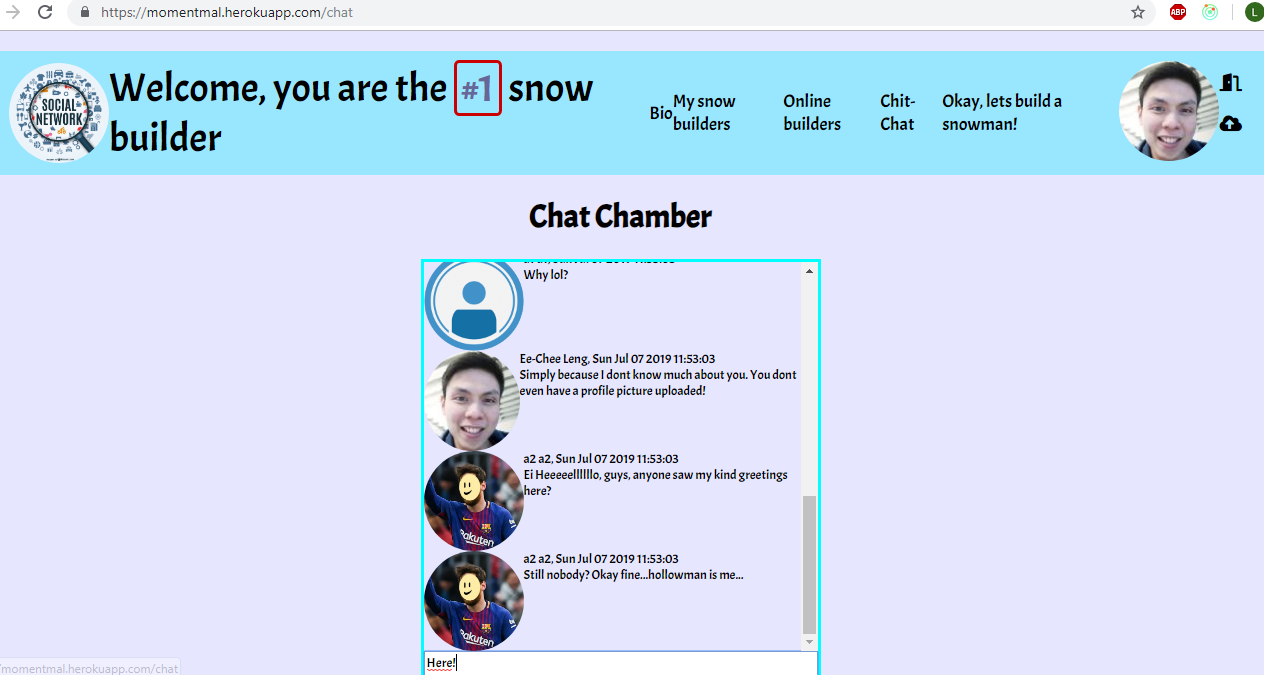 https://momentmal.herokuapp.com/chat
ABP
L
SOCIAL
NETWORK
Welcome, you are the #1 snow
builder
Bio
My snow
builders
Online
builders
Chit-
Chat
Okay, lets build a
snowman!
Chat Chamber
Why lol?
Ee-Chee Leng, Sun Jul 07 2019 11:53:03
Simply because I dont know much about you. You dont
even have a profile picture uploaded!
a2 a2, Sun Jul 07 2019 11:53:03
Ei Heeeeellllllo, guys, anyone saw my kind greetings
here?
Rakuten
a2 a2, Sun Jul 07 2019 11:53:03
Still nobody? Okay fine...hollowman is me...
Rakuten
Here!
/momentmal.herokuapp.com/chat